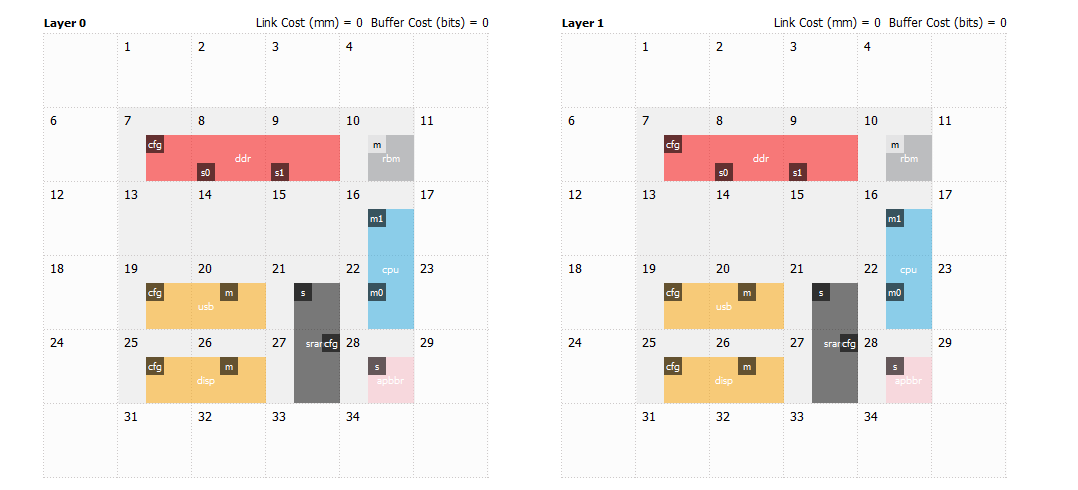 Layer 0 Link Cost (mm) = 0 Buffer Cost (bits) = 0 Layer 1 Link Cost (mm) = 0 Buffer Cost (bits) = 0
1 2 3 4 1 2 3 4
6 7 8 9 10 11 6 7 8 9 10 11
cfg m cfg m
ddr rbm ddr rbm
s0 s1 s0 s1
12 13 14 15 16 17 12 13 14 15 16 17
m1 m1
18 19 20 21 22 23 18 19 20 21 22 23
cpu cpu
cfg m s m0 cfg m s m0
usb usb
24 25 26 27 28 29 24 25 26 27 28 29
srar cfg srar cfg
cfg m s cfg m s
disp apbbr disp apbbr
31 32 33 34 31 32 33 34